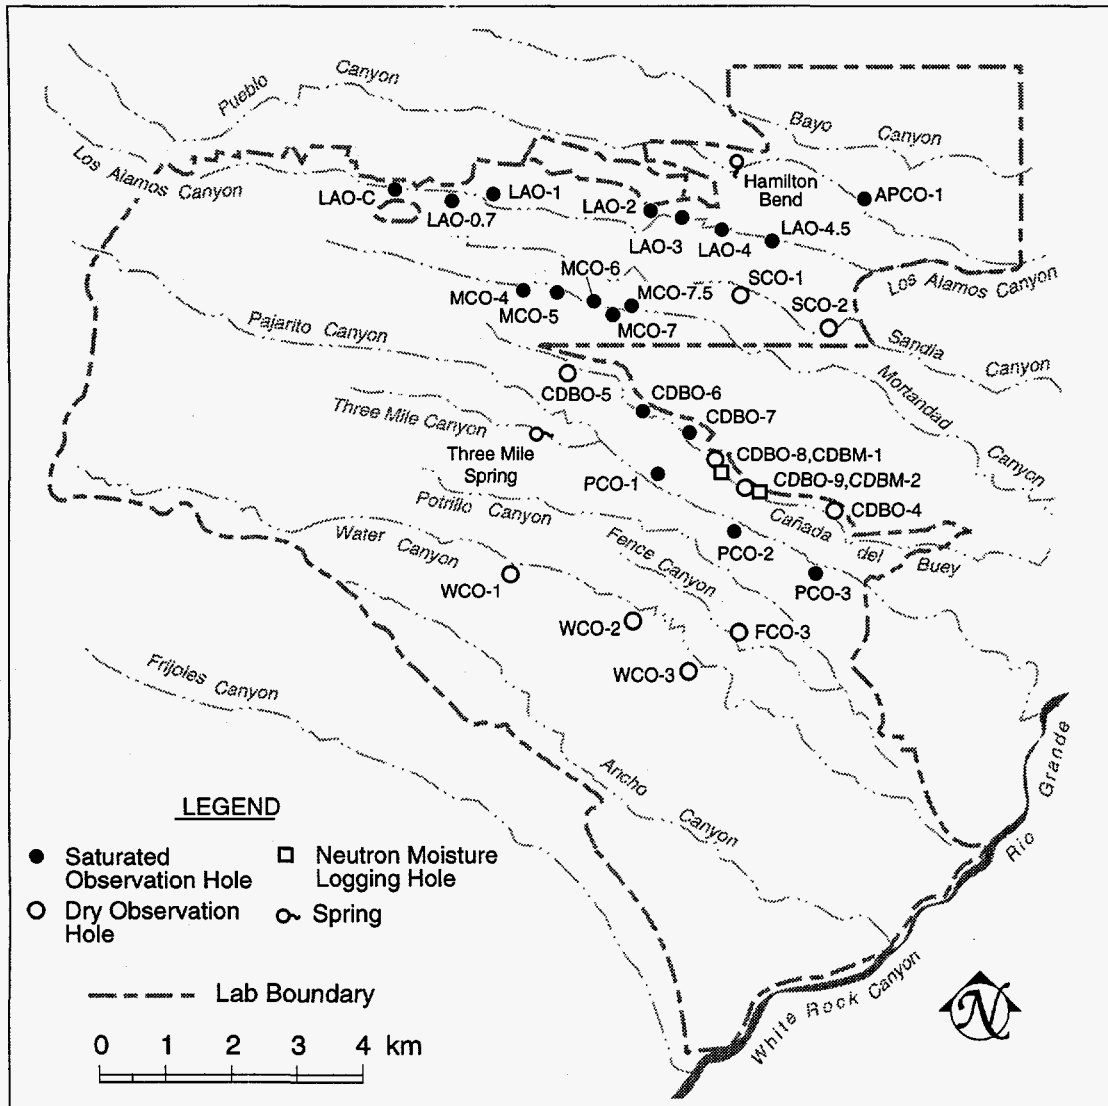 Pueblo Canyon
Bayo Canyon
Los Alamos Canyon
Hamilton
Bend
APCO-1
LAO-C
LAO-0.7
LAO-1
LAO-2
LAO-3
LAO-4
LAO-4.5
Los Alamos Canyon
MCO-6
MCO-4
MCO-5
MCO-7.5
MCO-7
SCO-1
SCO-2
Sandia Canyon
Pajarito Canyon
Mortandad Canyon
CDBO-5
CDBO-6
CDBO-7
Three Mile Canyon
Three Mile
Spring
CDBO-8,CDBM-1
CDBO-9,CDBM-2
CDBO-4
PCO-1
Potrillo Canyon
Cañada del Buey
Water Canyon
Fence Canyon
PCO-2
PCO-3
WCO-1
WCO-2
FCO-3
WCO-3
Frijoles Canyon
Ancho Canyon
Rio Grande
White Rock Canyon
LEGEND
Saturated
Observation Hole
Neutron Moisture
Logging Hole
Dry Observation
Hole
Spring
Lab Boundary
0 1 2 3 4 km
N